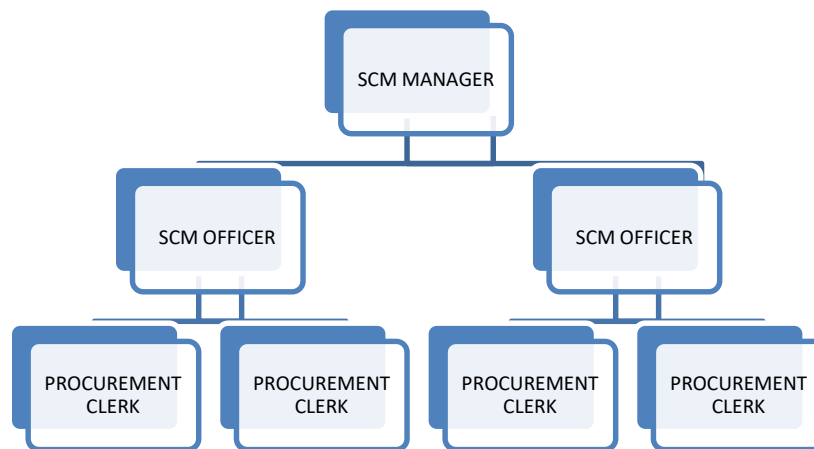 SCM MANAGER
SCM OFFICER
SCM OFFICER
PROCUREMENT
CLERK
PROCUREMENT
CLERK
PROCUREMENT
CLERK
PROCUREMENT
CLERK